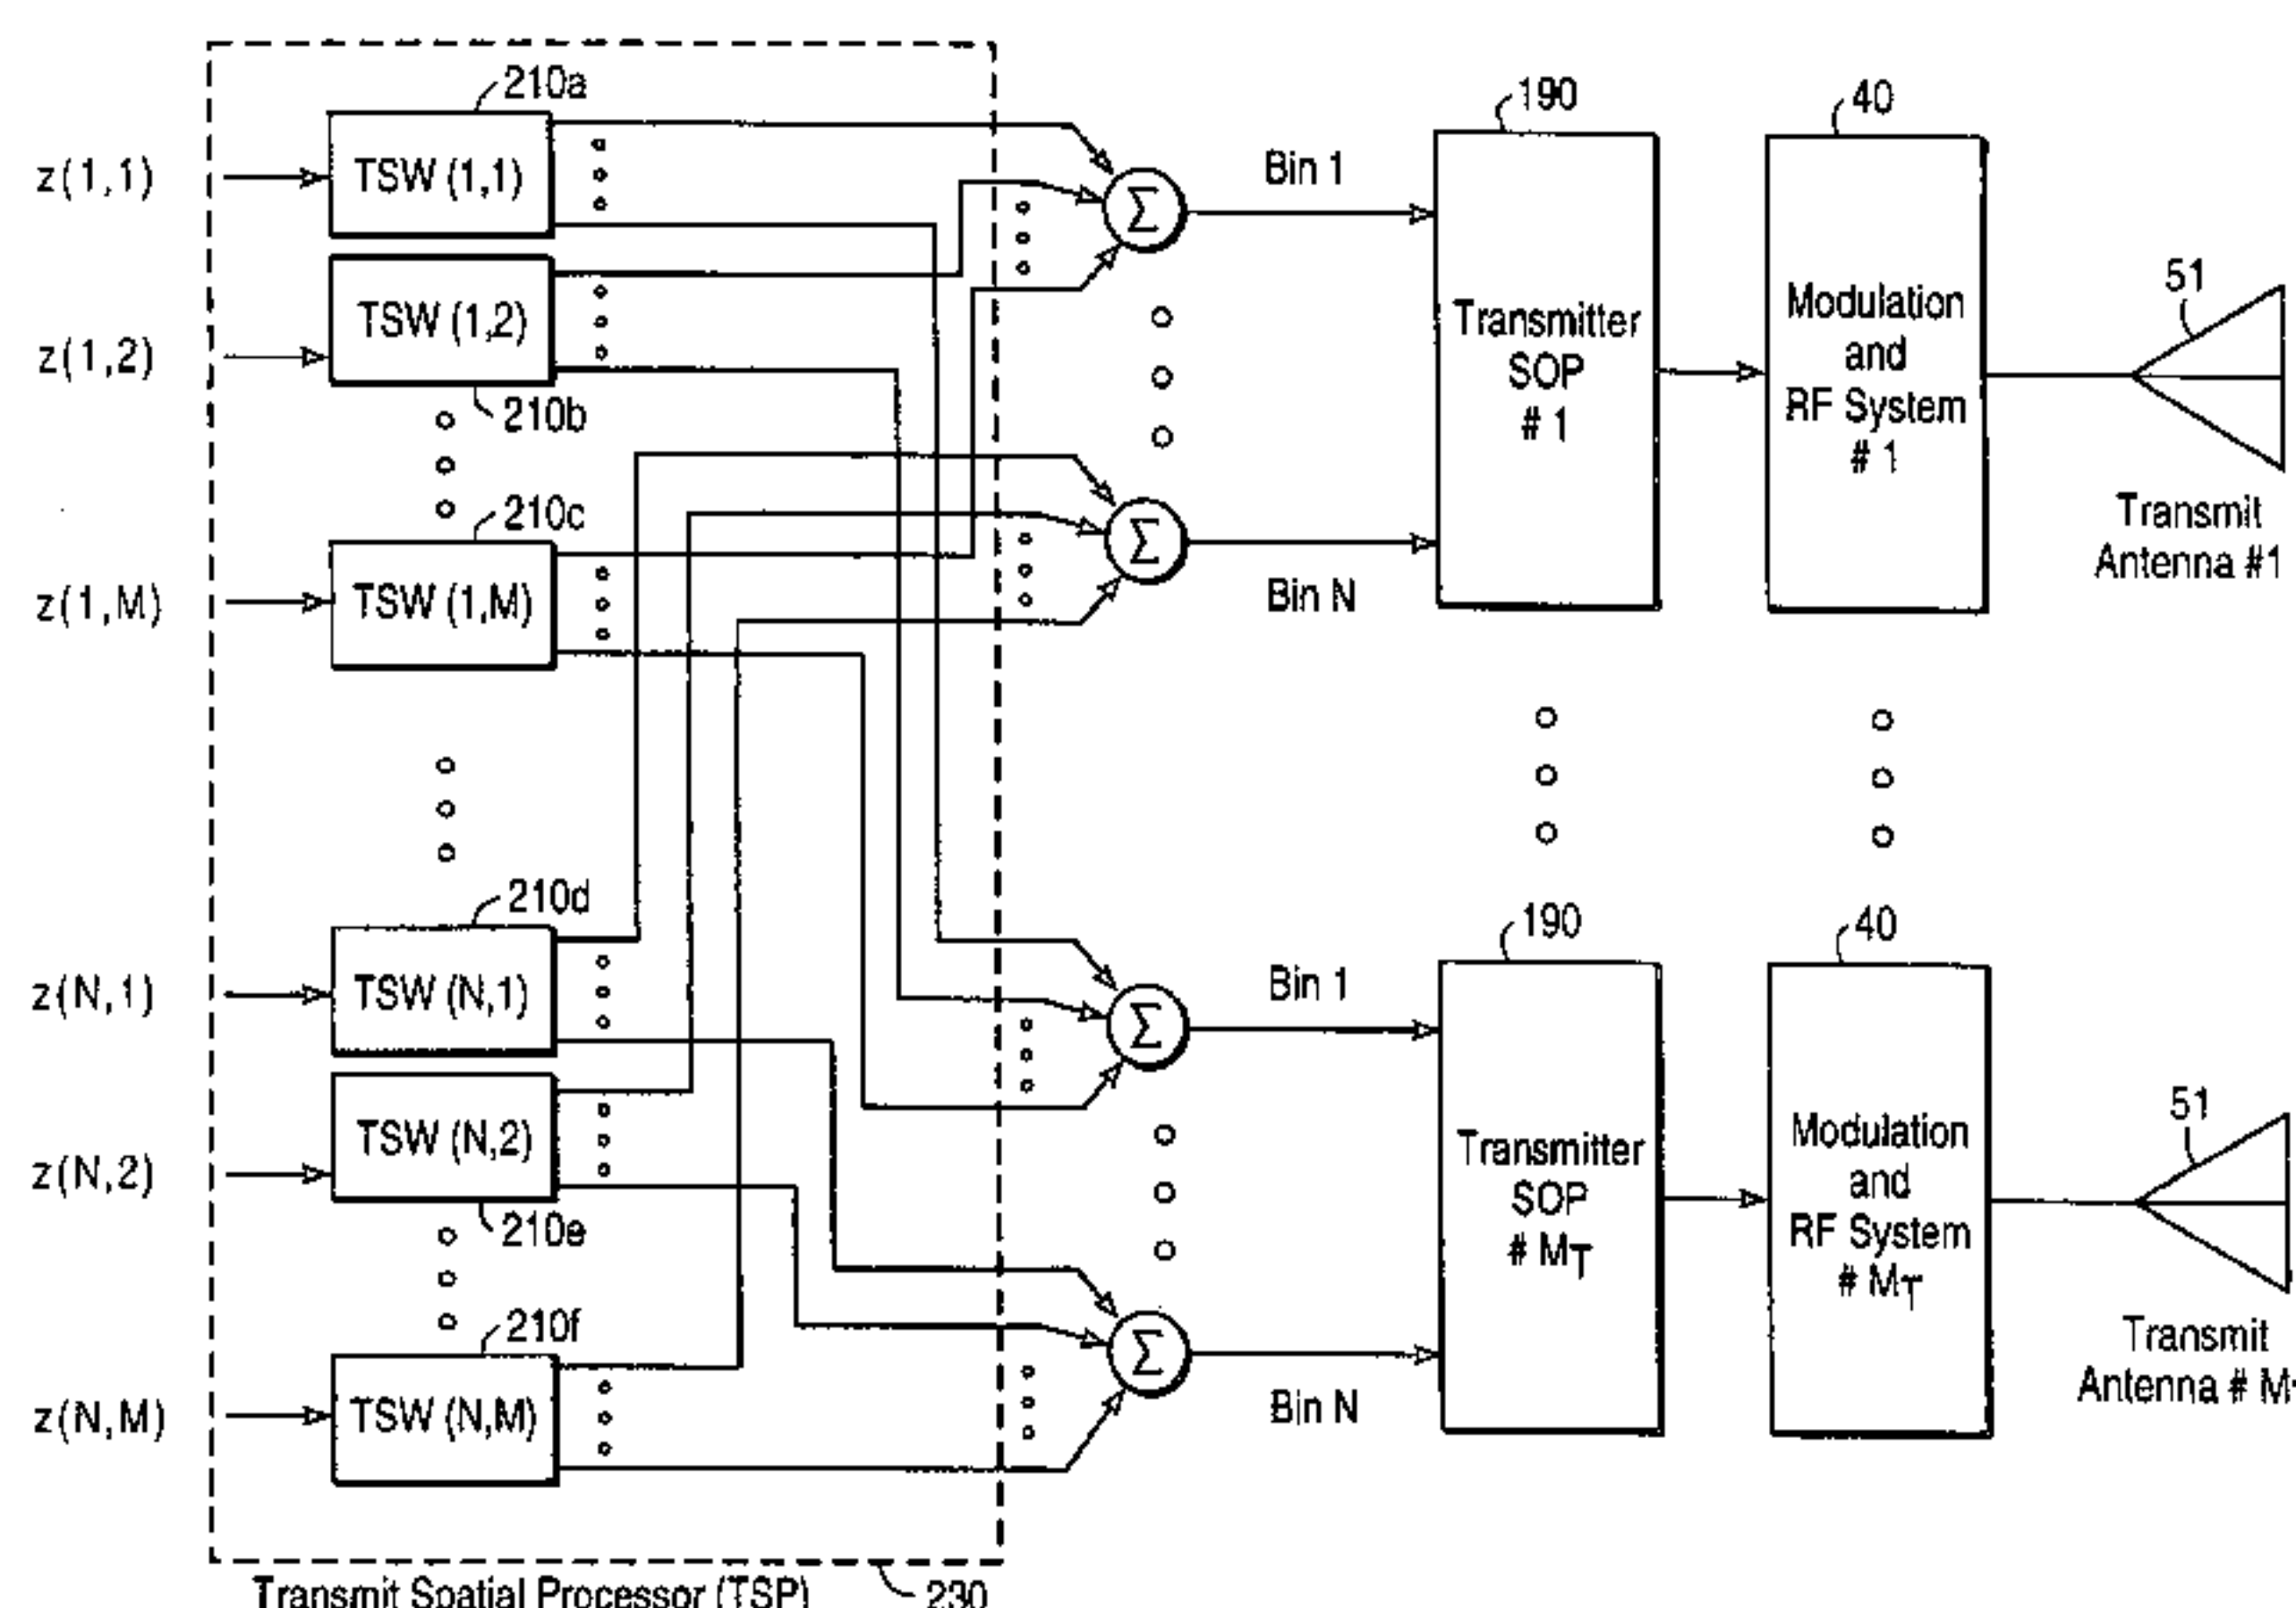 210a
z(1,1)
TSW (1,1)
z(1,2)
TSW (1,2)
210b
210c
z(1,M)
TSW (1,M)
210d
z(N,1)
TSW (N,1)
z(N,2)
TSW (N,2)
210e
210f
z(N,M)
TSW (N,M)
Transmit Spatial Processor (TSP)
230
Σ
Bin 1
Σ
Bin N
190
Transmitter
SOP
# 1
40
Modulation
and
RF System
# 1
51
Transmit
Antenna #1
Σ
Bin 1
Σ
Bin N
190
Transmitter
SOP
# MT
40
Modulation
and
RF System
# MT
51
Transmit
Antenna # M